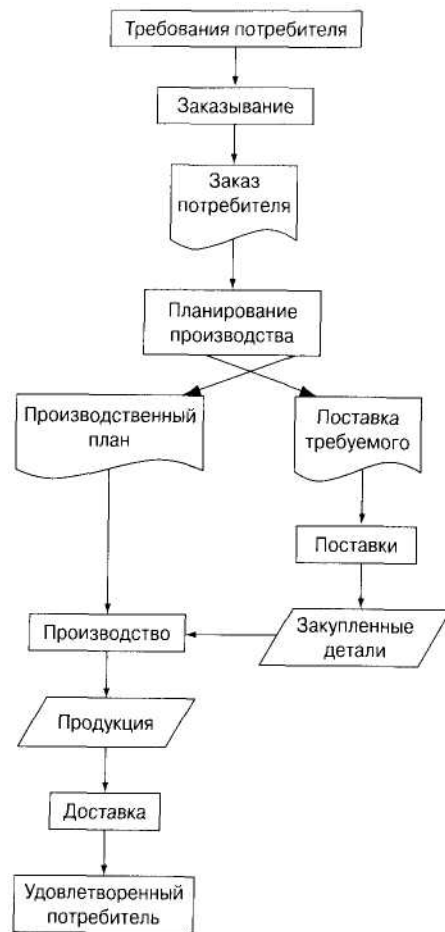 Требования потребителя
Заказывание
Заказ
потребителя
Планирование
производства
Производственный
план
Поставка
требуемого
Поставки
Производство
Закупленные
детали
Продукция
Доставка
Удовлетворенный
потребитель